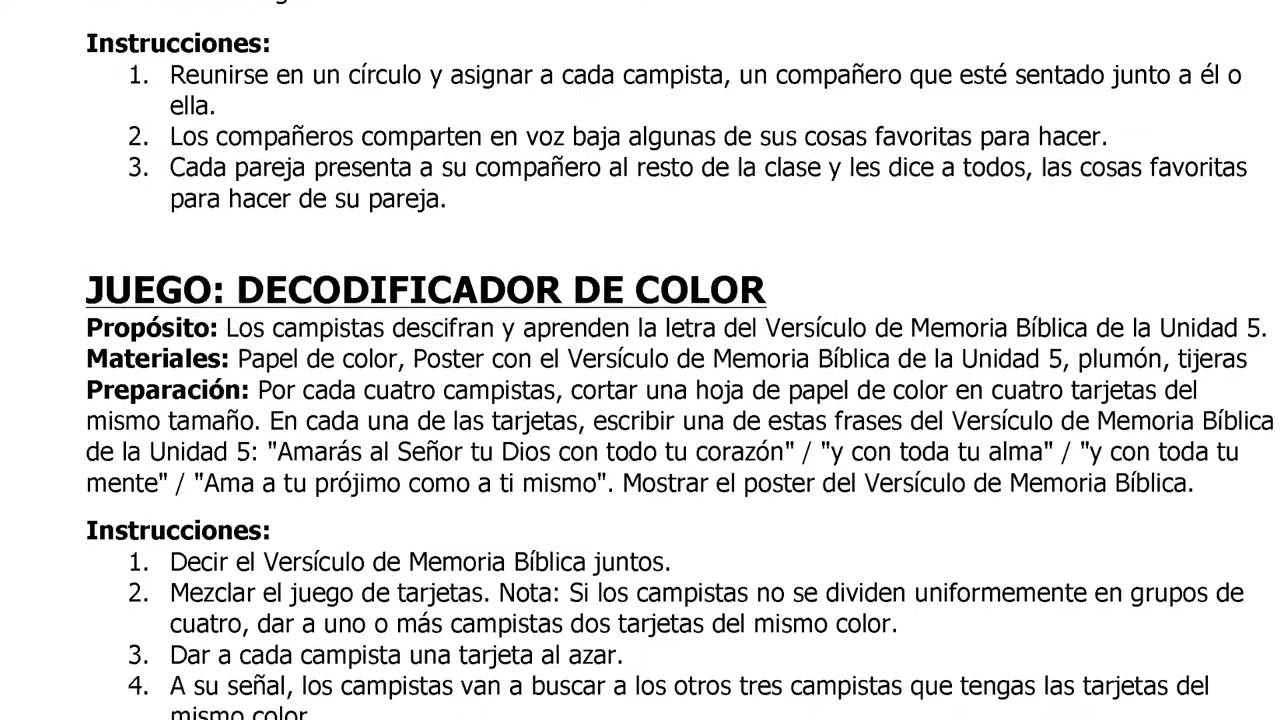 Instrucciones:
1. Reunirse en un círculo y asignar a cada campista, un compañero que esté sentado junto a él o
ella.
2. Los compañeros comparten en voz baja algunas de sus cosas favoritas para hacer.
3. Cada pareja presenta a su compañero al resto de la clase y les dice a todos, las cosas favoritas
para hacer de su pareja.
JUEGO: DECODIFICADOR DE COLOR
Propósito: Los campistas descifran y aprenden la letra del Versículo de Memoria Bíblica de la Unidad 5.
Materiales: Papel de color, Poster con el Versículo de Memoria Bíblica de la Unidad 5, plumón, tijeras
Preparación: Por cada cuatro campistas, cortar una hoja de papel de color en cuatro tarjetas del
mismo tamaño. En cada una de las tarjetas, escribir una de estas frases del Versículo de Memoria Bíblica
de la Unidad 5: "Amarás al Señor tu Dios con todo tu corazón" / "y con toda tu alma" / "y con toda tu
mente" / "Ama a tu prójimo como a ti mismo". Mostrar el poster del Versículo de Memoria Bíblica.
Instrucciones:
1. Decir el Versículo de Memoria Bíblica juntos.
2. Mezclar el juego de tarjetas. Nota: Si los campistas no se dividen uniformemente en grupos de
cuatro, dar a uno o más campistas dos tarjetas del mismo color.
3. Dar a cada campista una tarjeta al azar.
4. A su señal, los campistas van a buscar a los otros tres campistas que tengas las tarjetas del
mismo color